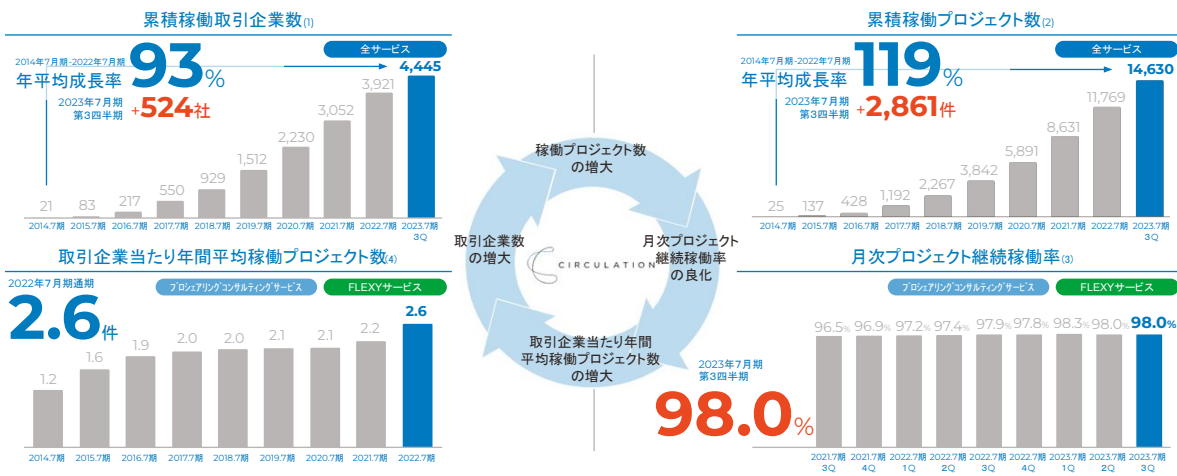 累積稼働取引企業数(1)
全サービス
2014年7月期-2022年7月期
年平均成長率 93%
2023年7月期
第3四半期
+524社
21
83
217
550
929
1,512
2,230
3,052
3,921
4,445
2014.7期 2015.7期 2016.7期 2017.7期 2018.7期 2019.7期 2020.7期 2021.7期 2022.7期 2023.7期
3Q
累積稼働プロジェクト数(2)
全サービス
2014年7月期-2022年7月期
年平均成長率 119%
2023年7月期
第3四半期
+2,861件
25
137
428
1,192
2,267
3,842
5,891
8,631
11,769
14,630
2014.7期 2015.7期 2016.7期 2017.7期 2018.7期 2019.7期 2020.7期 2021.7期 2022.7期 2023.7期
3Q
稼働プロジェクト数
の増大
月次プロジェクト
継続稼働率
の良化
取引企業当たり年間
平均稼働プロジェクト数
の増大
取引企業数
の増大
CIRCULATION
取引企業当たり年間平均稼働プロジェクト数(4)
2022年7月期通期
プロシェアリングコンサルティングサービス
FLEXYサービス
2.6件
1.2
1.6
1.9
2.0
2.0
2.1
2.1
2.2
2.6
2014.7期 2015.7期 2016.7期 2017.7期 2018.7期 2019.7期 2020.7期 2021.7期 2022.7期
月次プロジェクト継続稼働率(3)
プロシェアリングコンサルティングサービス
FLEXYサービス
2023年7月期
第3四半期
98.0%
96.5% 96.9% 97.2% 97.4% 97.9% 97.8% 98.3% 98.0% 98.0%
2021.7期 2021.7期 2022.7期 2022.7期 2022.7期 2022.7期 2023.7期 2023.7期 2023.7期
3Q 4Q 1Q 2Q 3Q 4Q 1Q 2Q 3Q